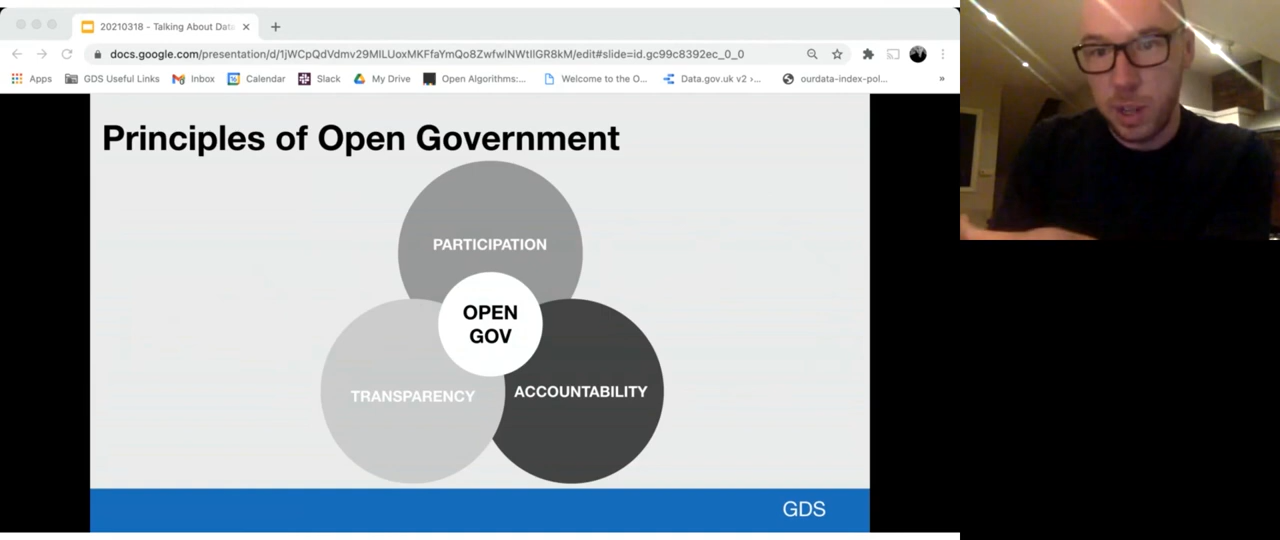 20210318 - Talking About Data
docs.google.com/presentation/d/1jWCpQdVdmv29MILUoxMKFfaYmQo8ZwfwlNWtIlGR8kM/edit#slide=id.gc99c8392ec_0_0
Apps GDS Useful Links Inbox Calendar Slack My Drive Open Algorithms:... Welcome to the O... Data.gov.uk v2 ›... ourdata-index-pol... »
Principles of Open Government
PARTICIPATION
OPEN
GOV
TRANSPARENCY
ACCOUNTABILITY
GDS